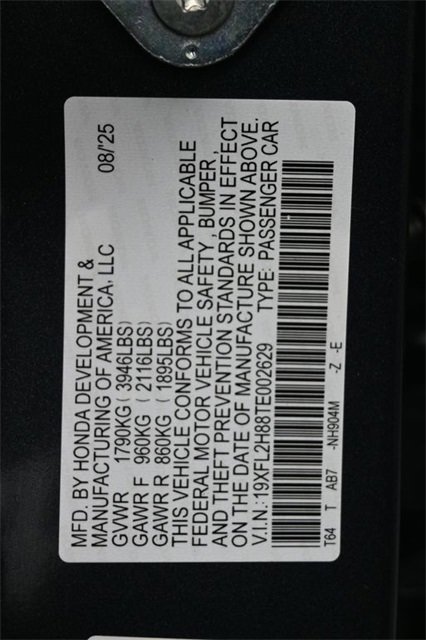 MFD. BY HONDA DEVELOPMENT & 08/'25
MANUFACTURING OF AMERICA, LLC
GVWR 1790KG ( 3946LBS)
GAWR F 960KG ( 2116LBS)
GAWR R 860KG ( 1895LBS)
THIS VEHICLE CONFORMS TO ALL APPLICABLE
FEDERAL MOTOR VEHICLE SAFETY , BUMPER ,
AND THEFT PREVENTION STANDARDS IN EFFECT
ON THE DATE OF MANUFACTURE SHOWN ABOVE.
V.I.N.: 19XFL2H88TE002629 TYPE: PASSENGER CAR
T64 T AB7 -NH904M -Z -E